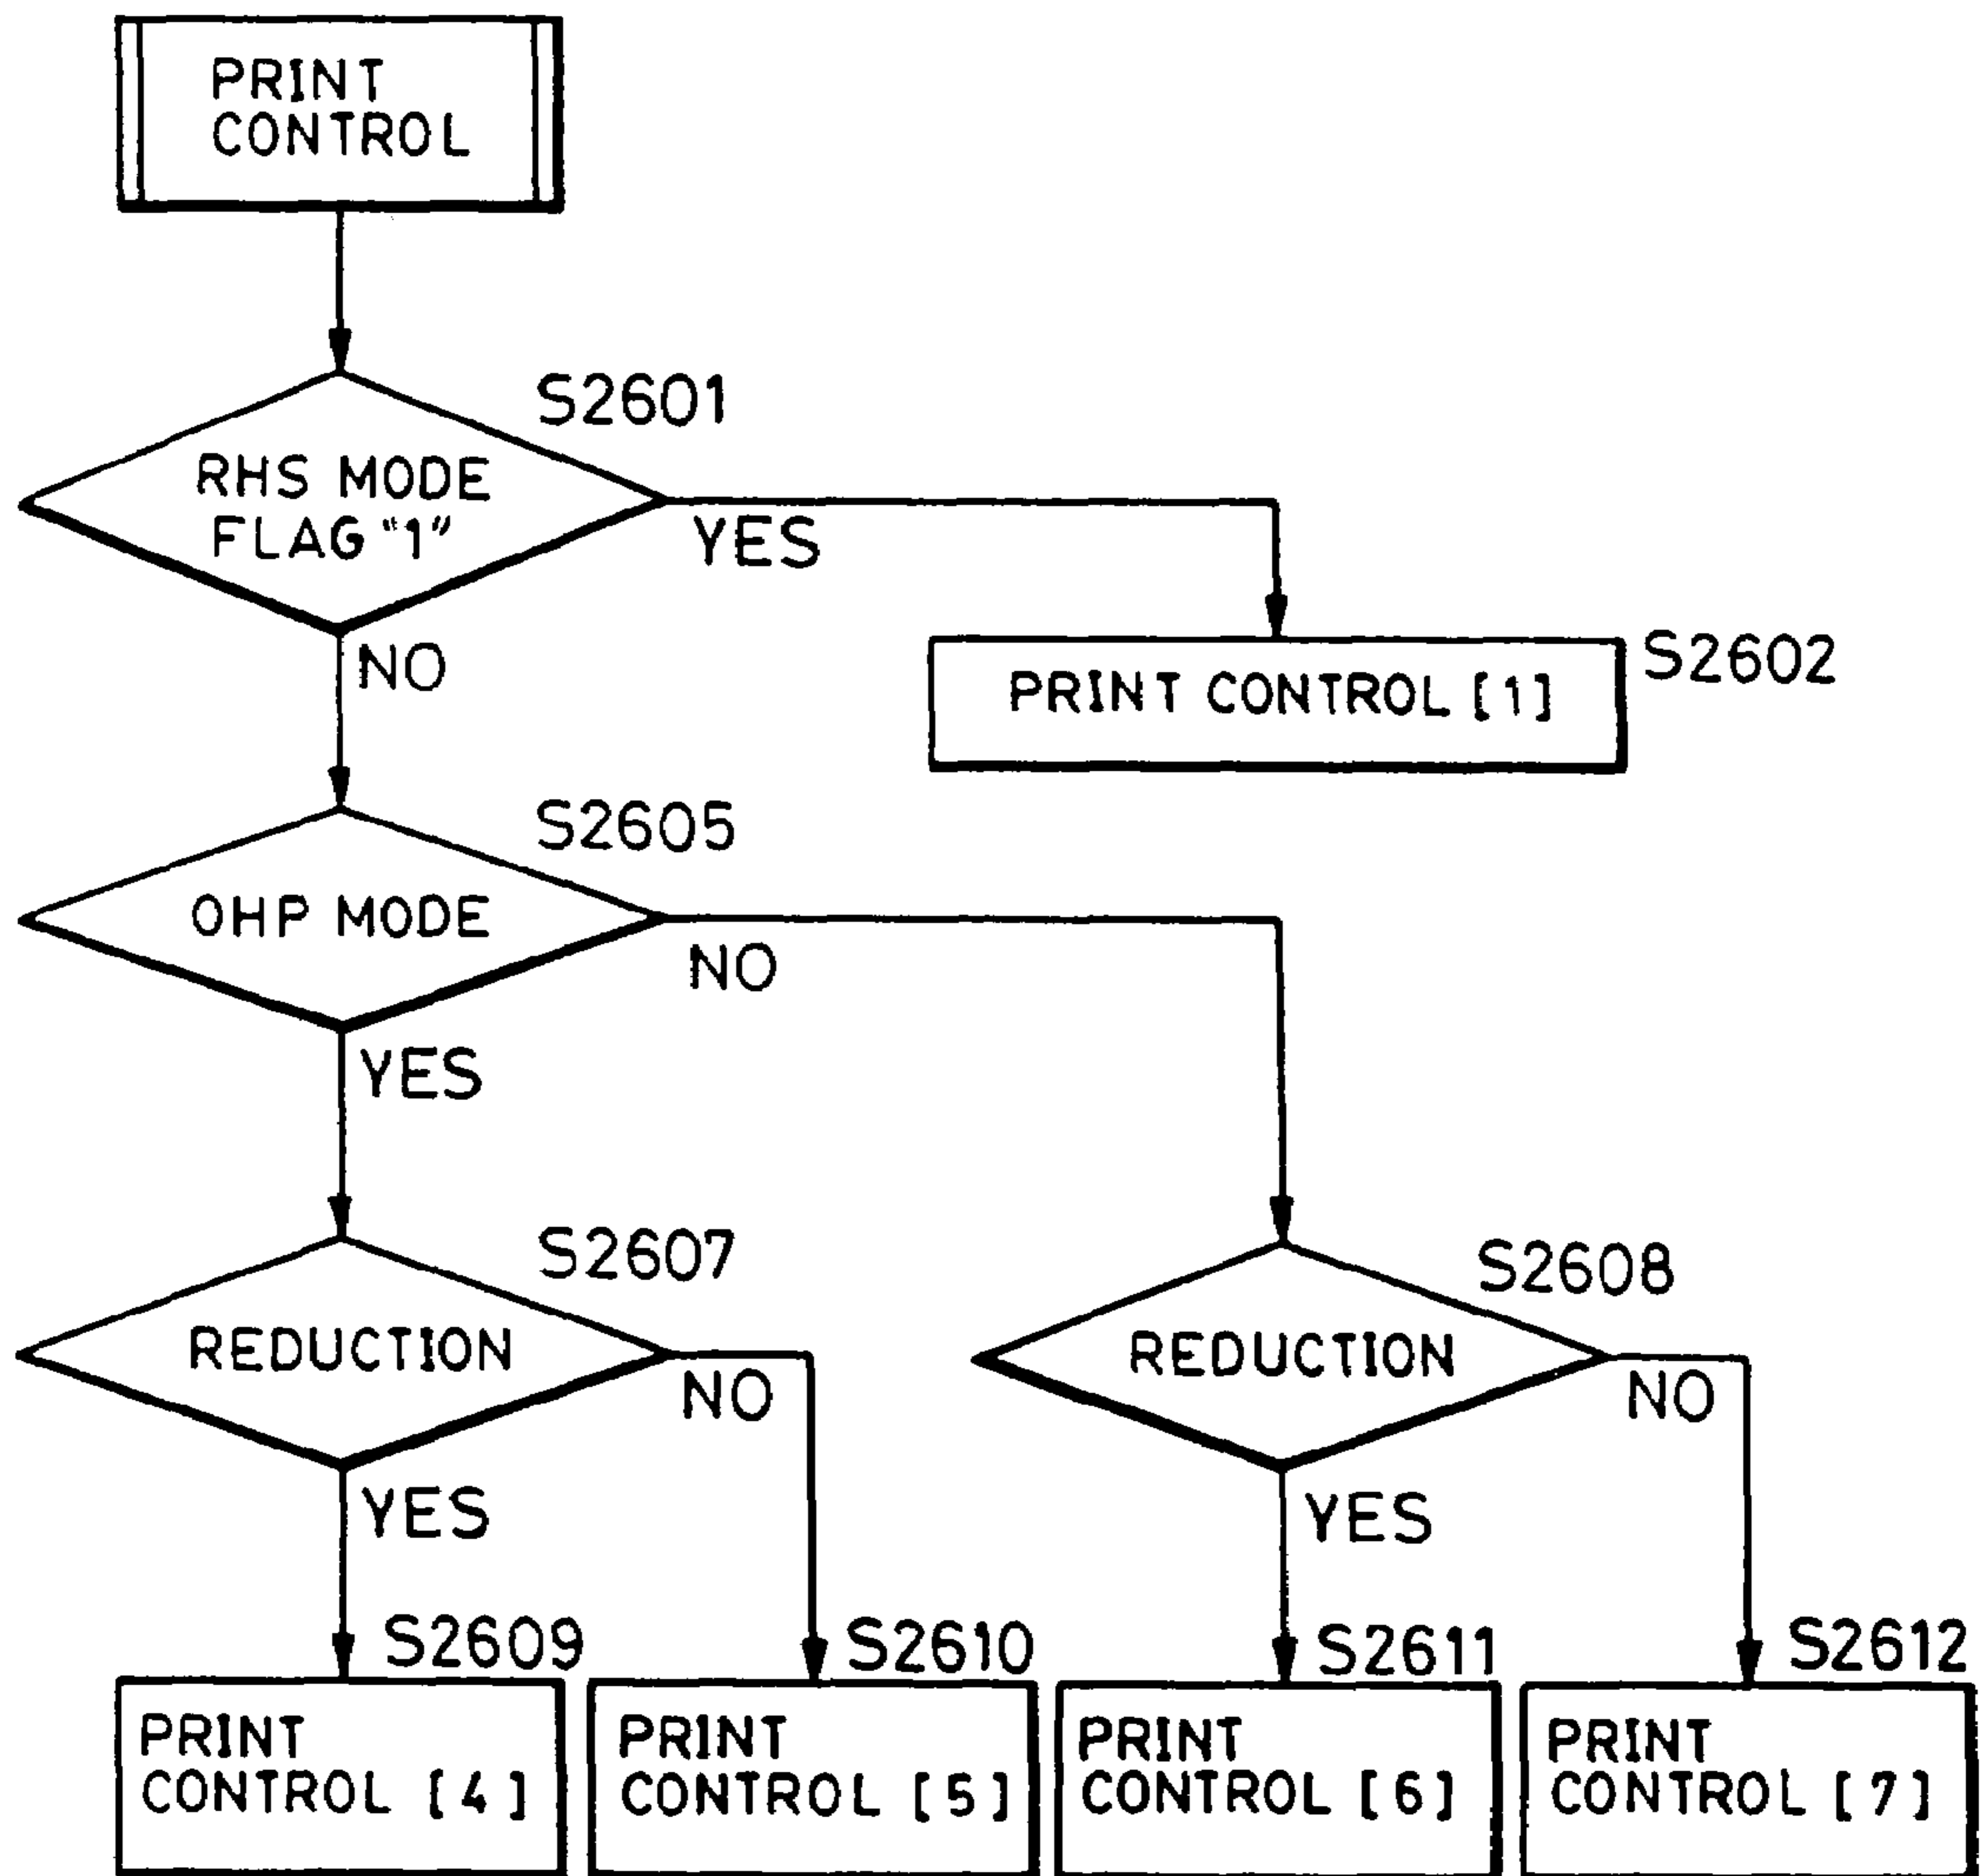 PRINT
CONTROL
S2601
RHS MODE
FLAG "1"
YES
NO
S2602
PRINT CONTROL [1]
S2605
OHP MODE
NO
YES
S2607
REDUCTION
NO
YES
S2608
REDUCTION
NO
YES
S2609
PRINT
CONTROL [4]
S2610
PRINT
CONTROL [5]
S2611
PRINT
CONTROL [6]
S2612
PRINT
CONTROL [7]